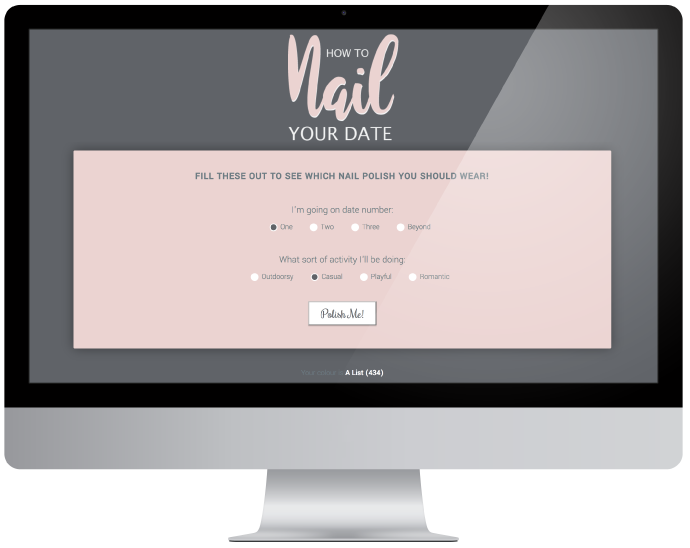 HOW TO
Nail
YOUR DATE
FILL THESE OUT TO SEE WHICH NAIL POLISH YOU SHOULD WEAR!
I'm going on date number:
One Two Three Beyond
What sort of activity I'll be doing:
Outdoorsy Casual Playful Romantic
Polish Me!
Your A List (434)